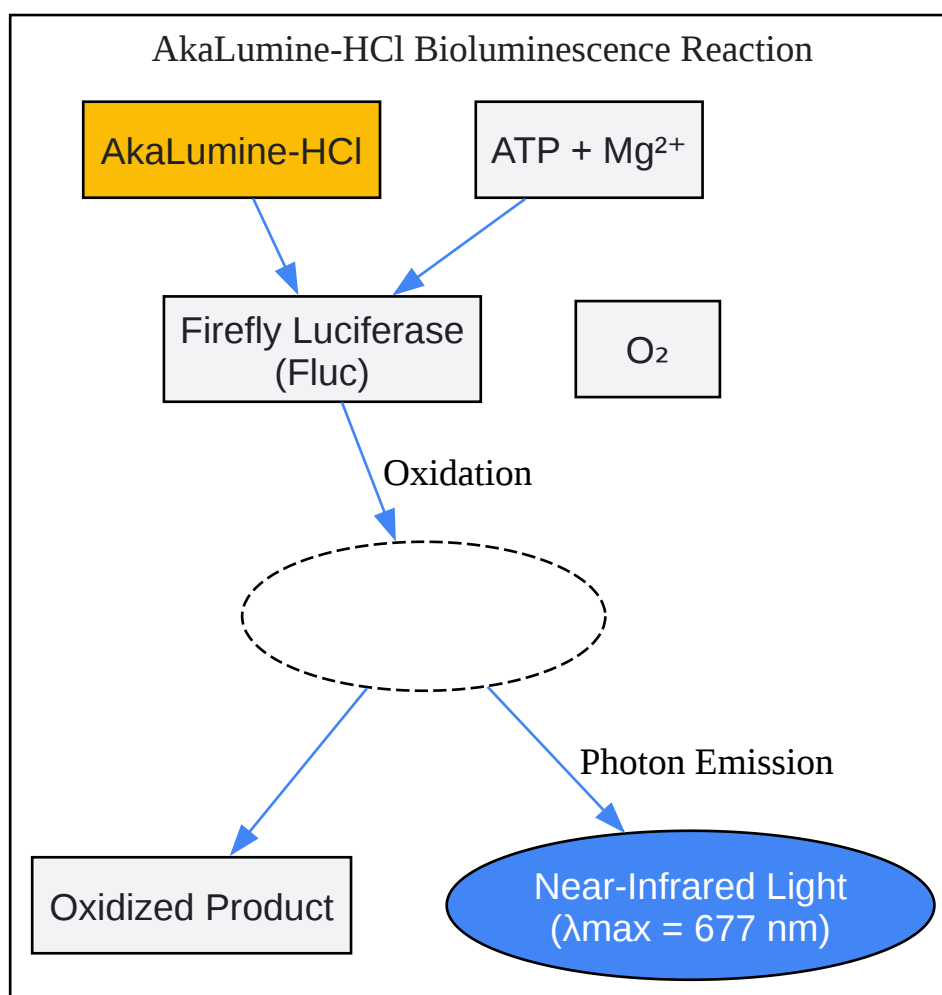 AkaLumine-HCl Bioluminescence Reaction
AkaLumine-HCl
ATP + Mg²⁺
Firefly Luciferase
(Fluc)
O₂
Oxidation
Photon Emission
Oxidized Product
Near-Infrared Light
(λmax = 677 nm)